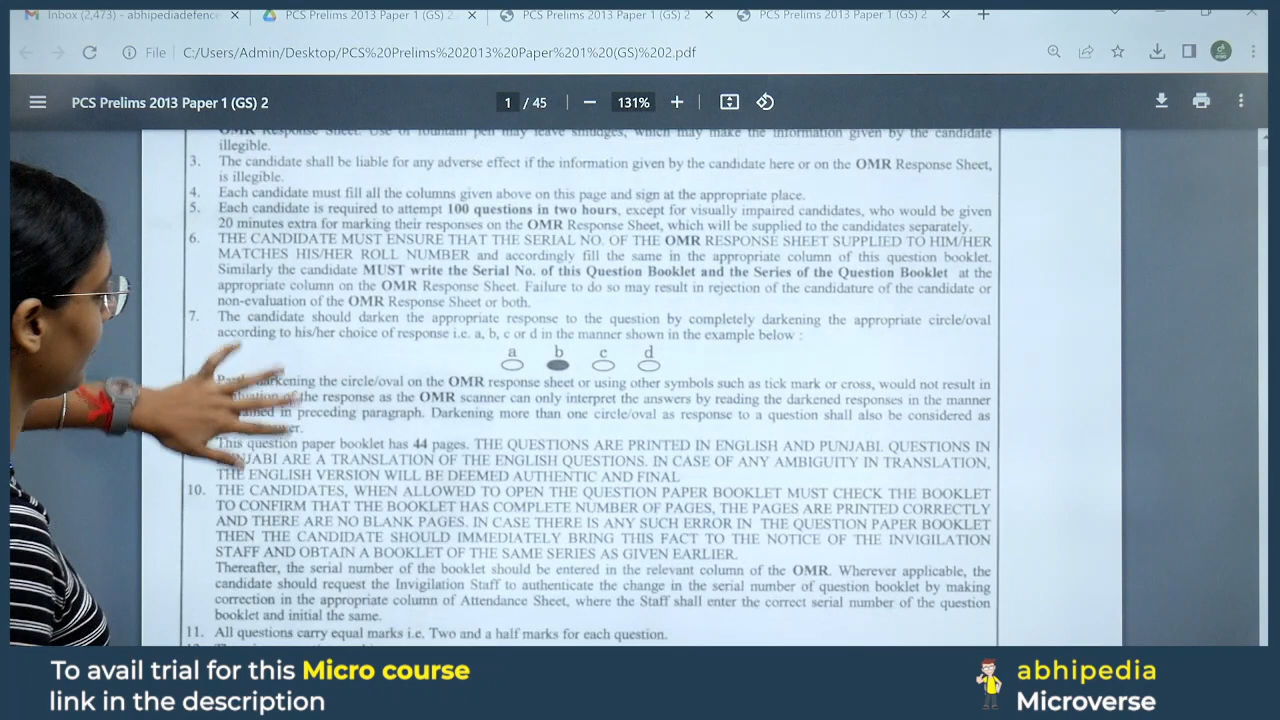 Inbox (2,473) - abhipediadefence
PCS Prelims 2013 Paper 1 (GS) 2
PCS Prelims 2013 Paper 1 (GS) 2
PCS Prelims 2013 Paper 1 (GS) 2
File C:/Users/Admin/Desktop/PCS%20Prelims%202013%20Paper%201%20(GS)%202.pdf
PCS Prelims 2013 Paper 1 (GS) 2
1 / 45
131%
OMR Response Sheet. Use of fountain pen may leave smudges, which may make the information given by the candidate
illegible.
3. The candidate shall be liable for any adverse effect if the information given by the candidate here or on the OMR Response Sheet,
is illegible.
4. Each candidate must fill all the columns given above on this page and sign at the appropriate place.
5. Each candidate is required to attempt 100 questions in two hours, except for visually impaired candidates, who would be given
20 minutes extra for marking their responses on the OMR Response Sheet, which will be supplied to the candidates separately.
6. THE CANDIDATE MUST ENSURE THAT THE SERIAL NO. OF THE OMR RESPONSE SHEET SUPPLIED TO HIM/HER
MATCHES HIS/HER ROLL NUMBER and accordingly fill the same in the appropriate column of this question booklet.
Similarly the candidate MUST write the Serial No. of this Question Booklet and the Series of the Question Booklet at the
appropriate column on the OMR Response Sheet. Failure to do so may result in rejection of the candidature of the candidate or
non-evaluation of the OMR Response Sheet or both.
7. The candidate should darken the appropriate response to the question by completely darkening the appropriate circle/oval
according to his/her choice of response i.e. a, b, c or d in the manner shown in the example below :
a b c d
darkening the circle/oval on the OMR response sheet or using other symbols such as tick mark or cross, would not result in
of the response as the OMR scanner can only interpret the answers by reading the darkened responses in the manner
in preceding paragraph. Darkening more than one circle/oval as response to a question shall also be considered as
This question paper booklet has 44 pages. THE QUESTIONS ARE PRINTED IN ENGLISH AND PUNJABI. QUESTIONS IN
ARE A TRANSLATION OF THE ENGLISH QUESTIONS. IN CASE OF ANY AMBIGUITY IN TRANSLATION,
THE ENGLISH VERSION WILL BE DEEMED AUTHENTIC AND FINAL
10. THE CANDIDATES, WHEN ALLOWED TO OPEN THE QUESTION PAPER BOOKLET MUST CHECK THE BOOKLET
TO CONFIRM THAT THE BOOKLET HAS COMPLETE NUMBER OF PAGES, THE PAGES ARE PRINTED CORRECTLY
AND THERE ARE NO BLANK PAGES. IN CASE THERE IS ANY SUCH ERROR IN THE QUESTION PAPER BOOKLET
THEN THE CANDIDATE SHOULD IMMEDIATELY BRING THIS FACT TO THE NOTICE OF THE INVIGILATION
STAFF AND OBTAIN A BOOKLET OF THE SAME SERIES AS GIVEN EARLIER.
Thereafter, the serial number of the booklet should be entered in the relevant column of the OMR. Wherever applicable, the
candidate should request the Invigilation Staff to authenticate the change in the serial number of question booklet by making
correction in the appropriate column of Attendance Sheet, where the Staff shall enter the correct serial number of the question
booklet and initial the same.
11. All questions carry equal marks i.e. Two and a half marks for each question.
To avail trial for this Micro course
link in the description
abhipedia
Microverse